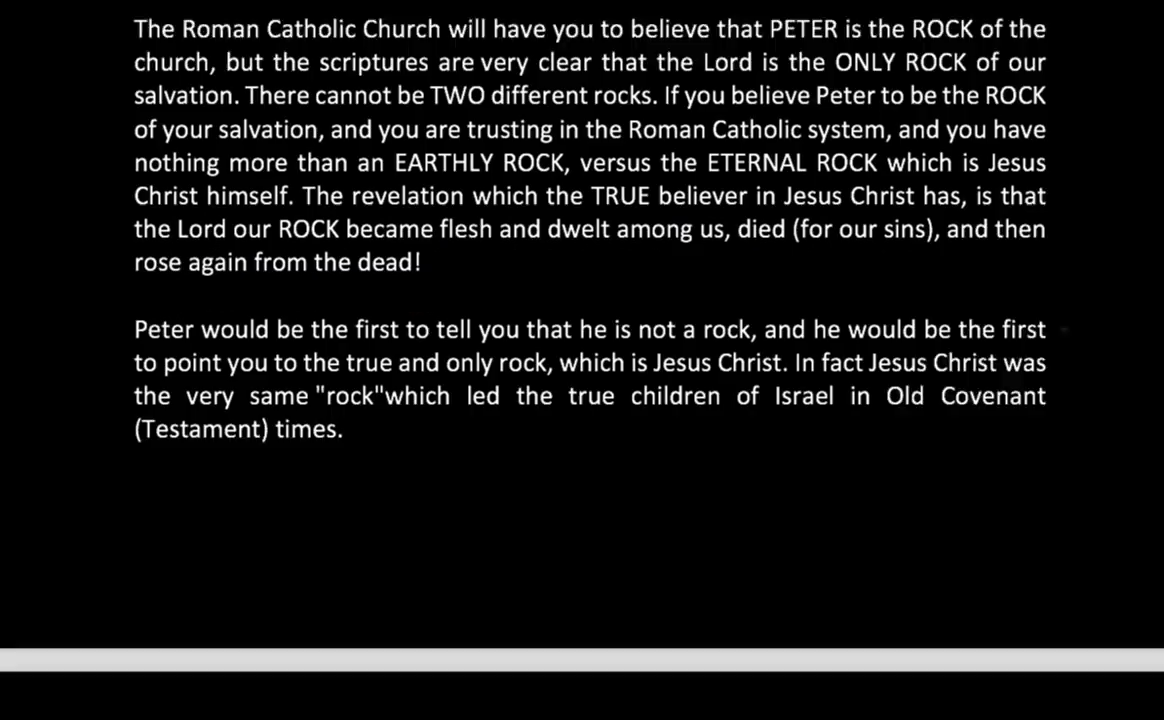 The Roman Catholic Church will have you to believe that PETER is the ROCK of the
church, but the scriptures are very clear that the Lord is the ONLY ROCK of our
salvation. There cannot be TWO different rocks. If you believe Peter to be the ROCK
of your salvation, and you are trusting in the Roman Catholic system, and you have
nothing more than an EARTHLY ROCK, versus the ETERNAL ROCK which is Jesus
Christ himself. The revelation which the TRUE believer in Jesus Christ has, is that
the Lord our ROCK became flesh and dwelt among us, died (for our sins), and then
rose again from the dead!
Peter would be the first to tell you that he is not a rock, and he would be the first
to point you to the true and only rock, which is Jesus Christ. In fact Jesus Christ was
the very same "rock"which led the true children of Israel in Old Covenant
(Testament) times.